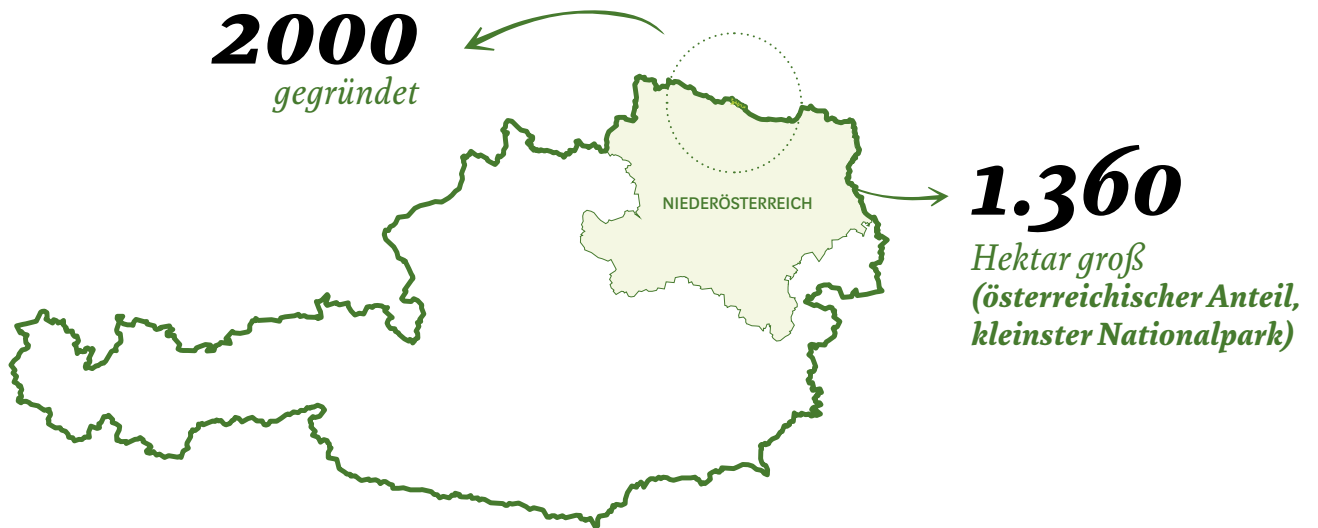 2000
gegründet
NIEDERÖSTERREICH
1.360
Hektar groß
(österreichischer Anteil,
kleinster Nationalpark)